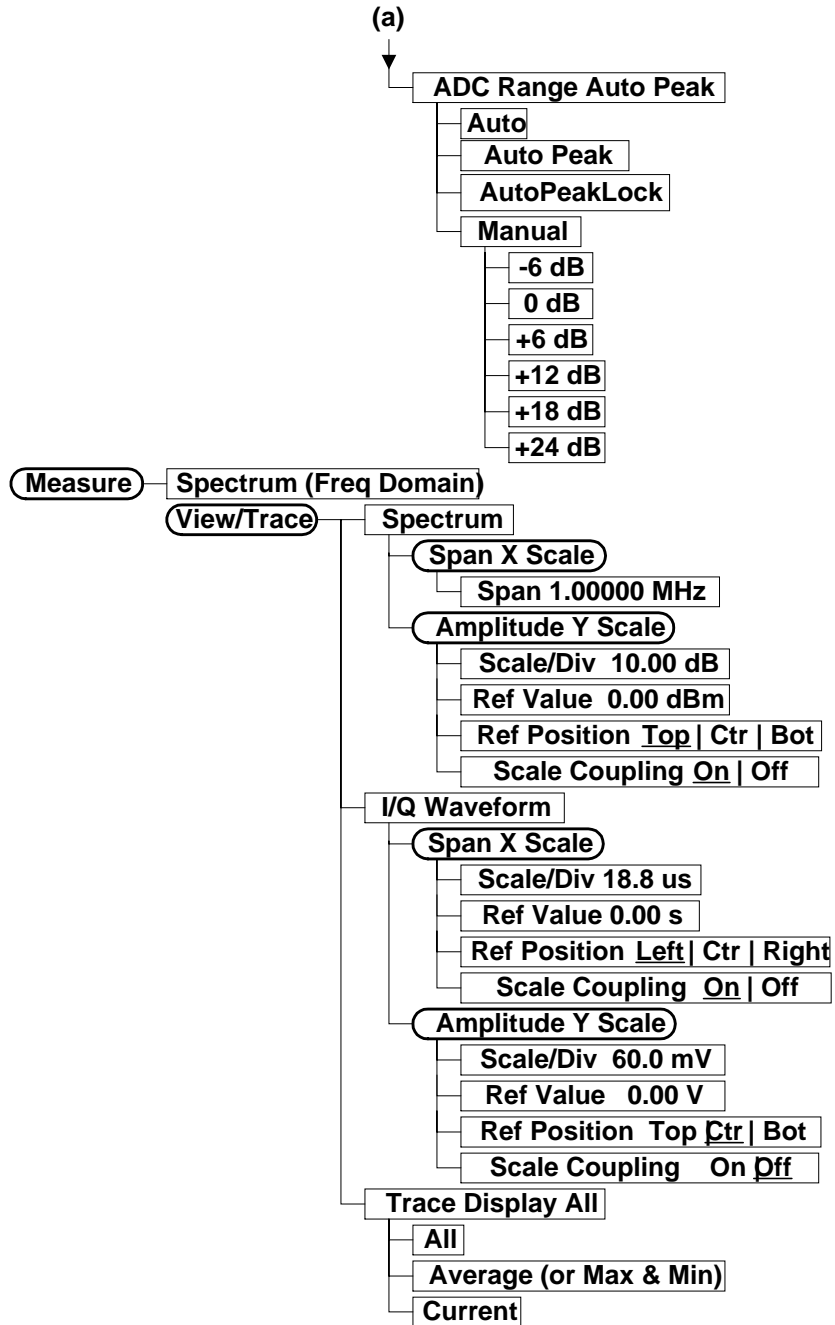 (a)
ADC Range Auto Peak
Auto
Auto Peak
AutoPeakLock
Manual
-6 dB
0 dB
+6 dB
+12 dB
+18 dB
+24 dB
Measure Spectrum (Freq Domain)
View/Trace Spectrum
Span X Scale
Span 1.00000 MHz
Amplitude Y Scale
Scale/Div 10.00 dB
Ref Value 0.00 dBm
Ref Position Top | Ctr | Bot
Scale Coupling On | Off
I/Q Waveform
Span X Scale
Scale/Div 18.8 us
Ref Value 0.00 s
Ref Position Left | Ctr | Right
Scale Coupling On | Off
Amplitude Y Scale
Scale/Div 60.0 mV
Ref Value 0.00 V
Ref Position Top | Ctr | Bot
Scale Coupling On | Off
Trace Display All
All
Average (or Max & Min)
Current